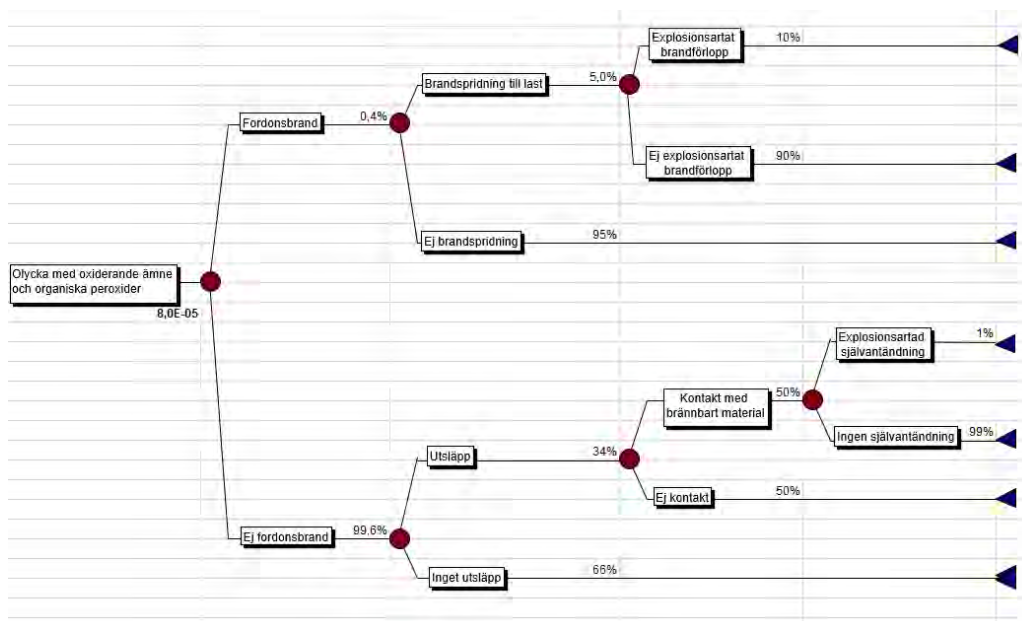 Explosionsartat
brandförlopp
10%
Brandspridning till last
5,0%
Fordonsbrand
0,4%
Ej explosionsartat
brandförlopp
90%
Ej brandspridning
95%
Olycka med oxiderande ämne
och organiska peroxider
8,0E-05
Explosionsartad
självantändning
1%
Kontakt med
brännbart material
50%
Ingen självantändning
99%
Utsläpp
34%
Ej kontakt
50%
Ej fordonsbrand
99,6%
Inget utsläpp
66%